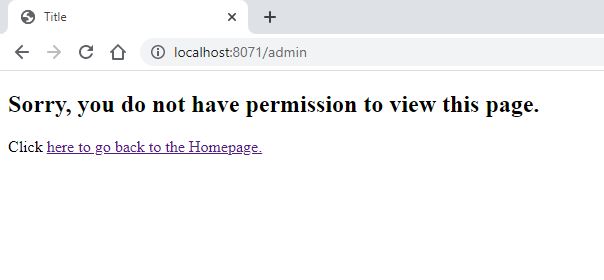 Title
localhost:8071/admin
Sorry, you do not have permission to view this page.
Click here to go back to the Homepage.